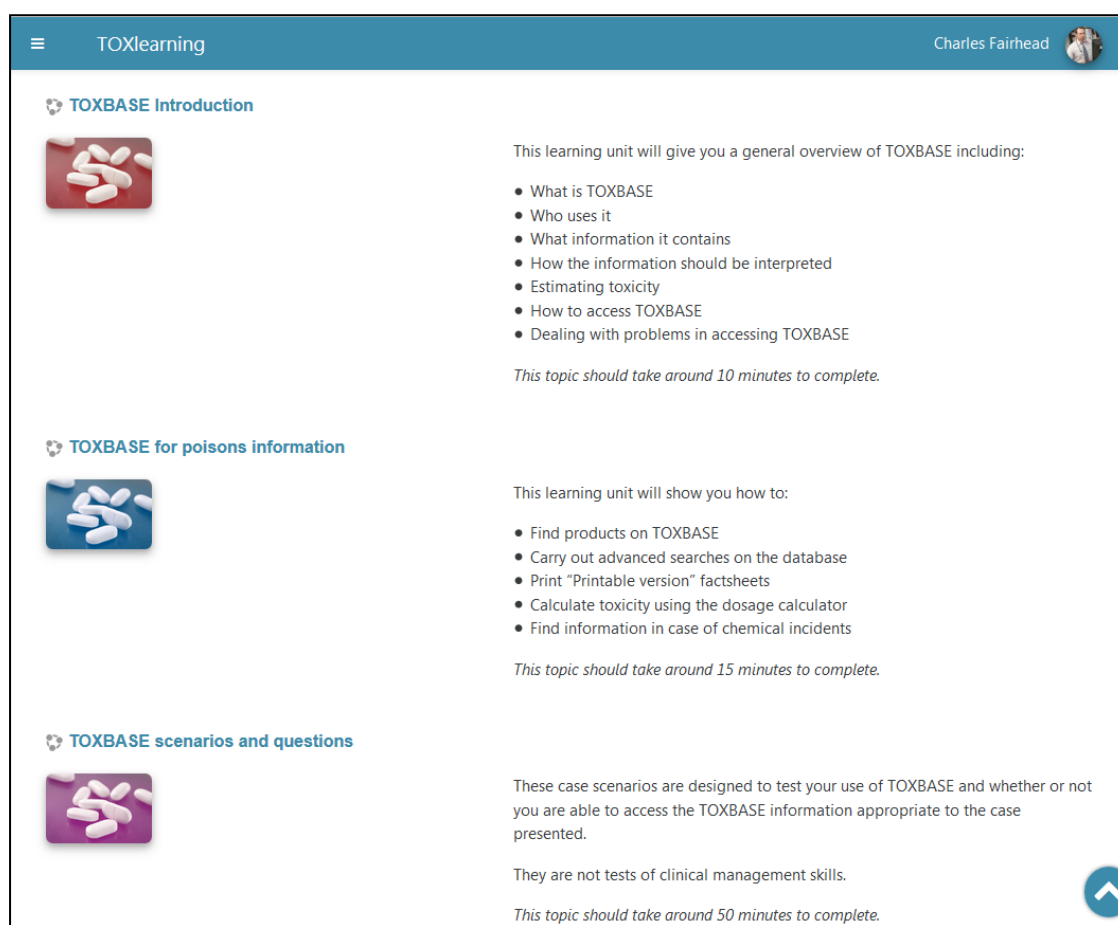 TOXlearning
Charles Fairhead
TOXBASE Introduction
This learning unit will give you a general overview of TOXBASE including:
• What is TOXBASE
• Who uses it
• What information it contains
• How the information should be interpreted
• Estimating toxicity
• How to access TOXBASE
• Dealing with problems in accessing TOXBASE
This topic should take around 10 minutes to complete.
TOXBASE for poisons information
This learning unit will show you how to:
• Find products on TOXBASE
• Carry out advanced searches on the database
• Print “Printable version” factsheets
• Calculate toxicity using the dosage calculator
• Find information in case of chemical incidents
This topic should take around 15 minutes to complete.
TOXBASE scenarios and questions
These case scenarios are designed to test your use of TOXBASE and whether or not
you are able to access the TOXBASE information appropriate to the case
presented.
They are not tests of clinical management skills.
This topic should take around 50 minutes to complete.